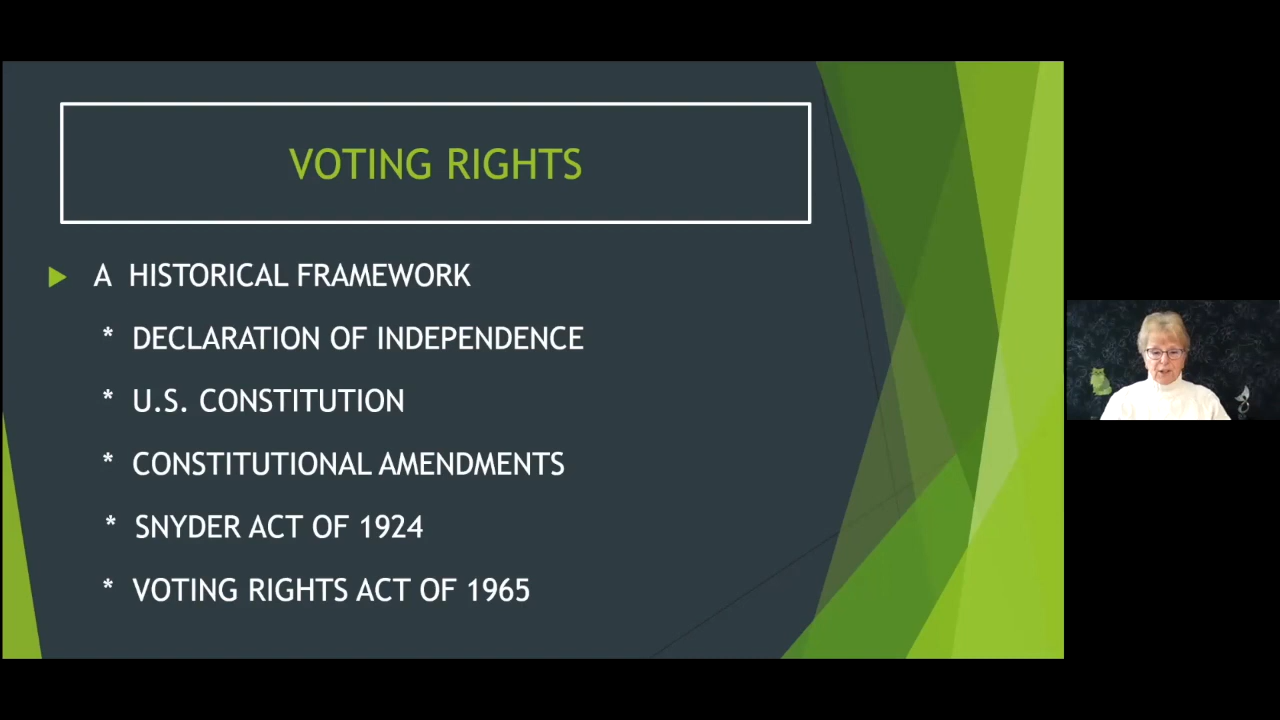 VOTING RIGHTS
A HISTORICAL FRAMEWORK
* DECLARATION OF INDEPENDENCE
* U.S. CONSTITUTION
* CONSTITUTIONAL AMENDMENTS
* SNYDER ACT OF 1924
* VOTING RIGHTS ACT OF 1965